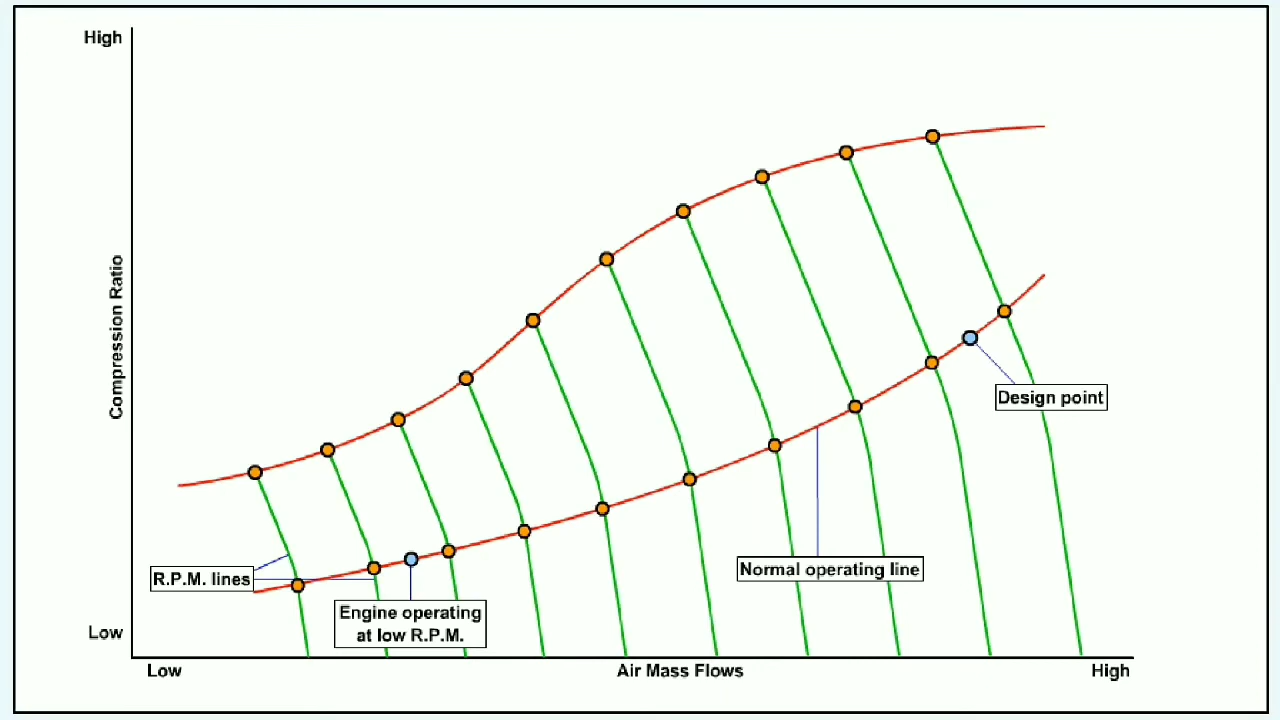 High
Compression Ratio
Design point
Normal operating line
R.P.M. lines
Engine operating
at low R.P.M.
Low
Low
Air Mass Flows
High